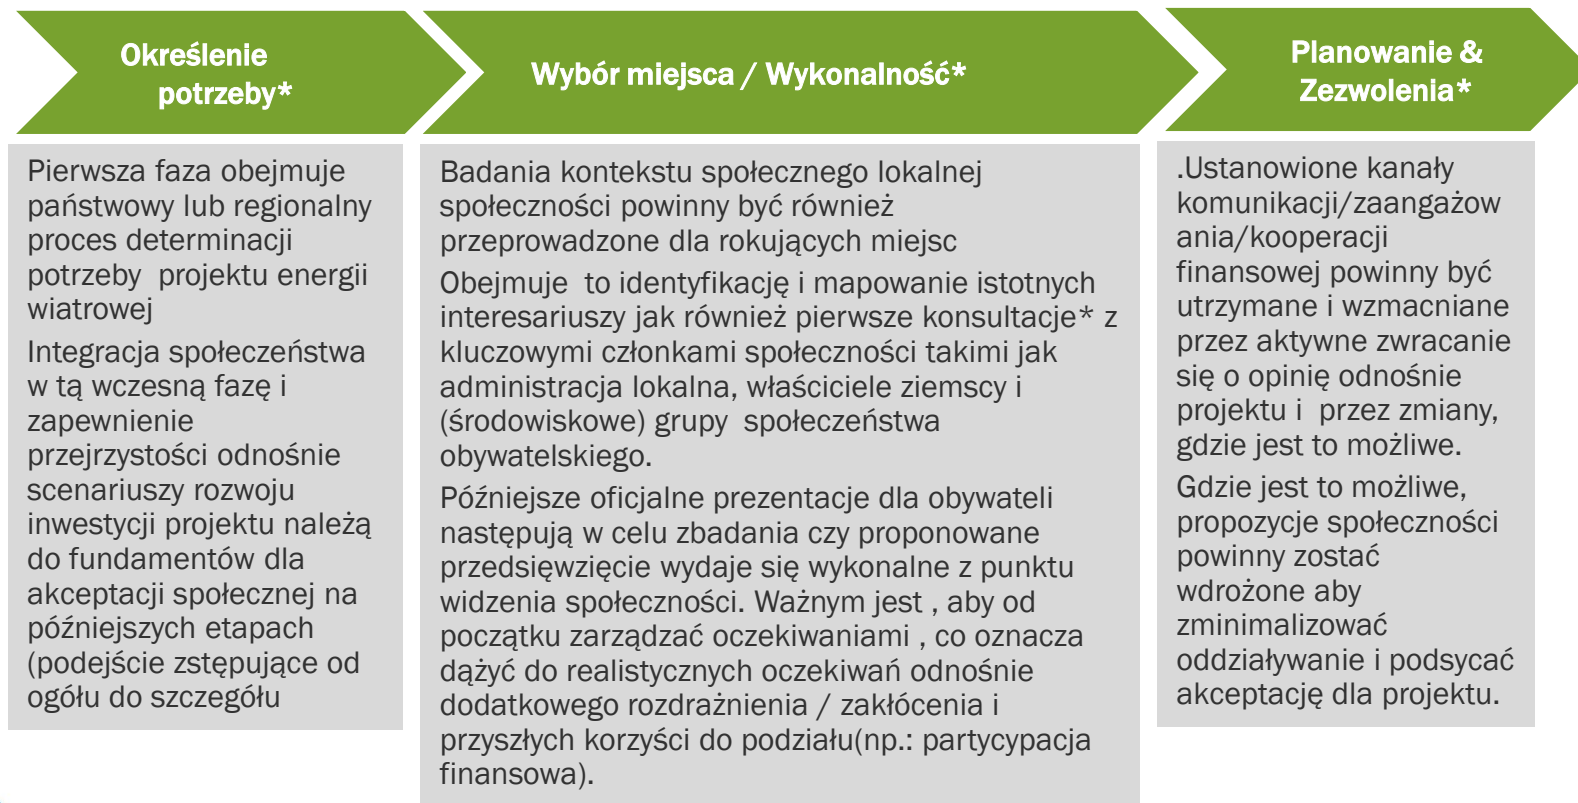 Określenie
potrzeby*
Wybór miejsca / Wykonalność*
Planowanie &
Zezwolenia*
Pierwsza faza obejmuje
państwowy lub regionalny
proces determinacji
potrzeby  projektu energii
wiatrowej
Integracja społeczeństwa
w tą wczesną fazę i
zapewnienie
przejrzystości odnośnie
scenariuszy rozwoju
inwestycji projektu należą
do fundamentów dla
akceptacji społecznej na
późniejszych etapach
(podejście zstępujące od
ogółu do szczegółu
Badania kontekstu społecznego lokalnej
społeczności powinny być również
przeprowadzone dla rokujących miejsc
Obejmuje  to identyfikację i mapowanie istotnych
interesariuszy jak również pierwsze konsultacje* z
kluczowymi członkami społeczności takimi jak
administracja lokalna, właściciele ziemscy i
(środowiskowe) grupy  społeczeństwa
obywatelskiego.
Późniejsze oficjalne prezentacje dla obywateli
następują w celu zbadania czy proponowane
przedsięwzięcie wydaje się wykonalne z punktu
widzenia społeczności. Ważnym jest , aby od
początku zarządzać oczekiwaniami , co oznacza
dążyć do realistycznych oczekiwań odnośnie
dodatkowego rozdrażnienia / zakłócenia i
przyszłych korzyści do podziału(np.: partycypacja
finansowa).
.Ustanowione kanały
komunikacji/zaangażow
ania/kooperacji
finansowej powinny być
utrzymane i wzmacniane
przez aktywne zwracanie
się o opinię odnośnie
projektu i  przez zmiany,
gdzie jest to możliwe.
Gdzie jest to możliwe,
propozycje społeczności
powinny zostać
wdrożone aby
zminimalizować
oddziaływanie i podsycać
akceptację dla projektu.